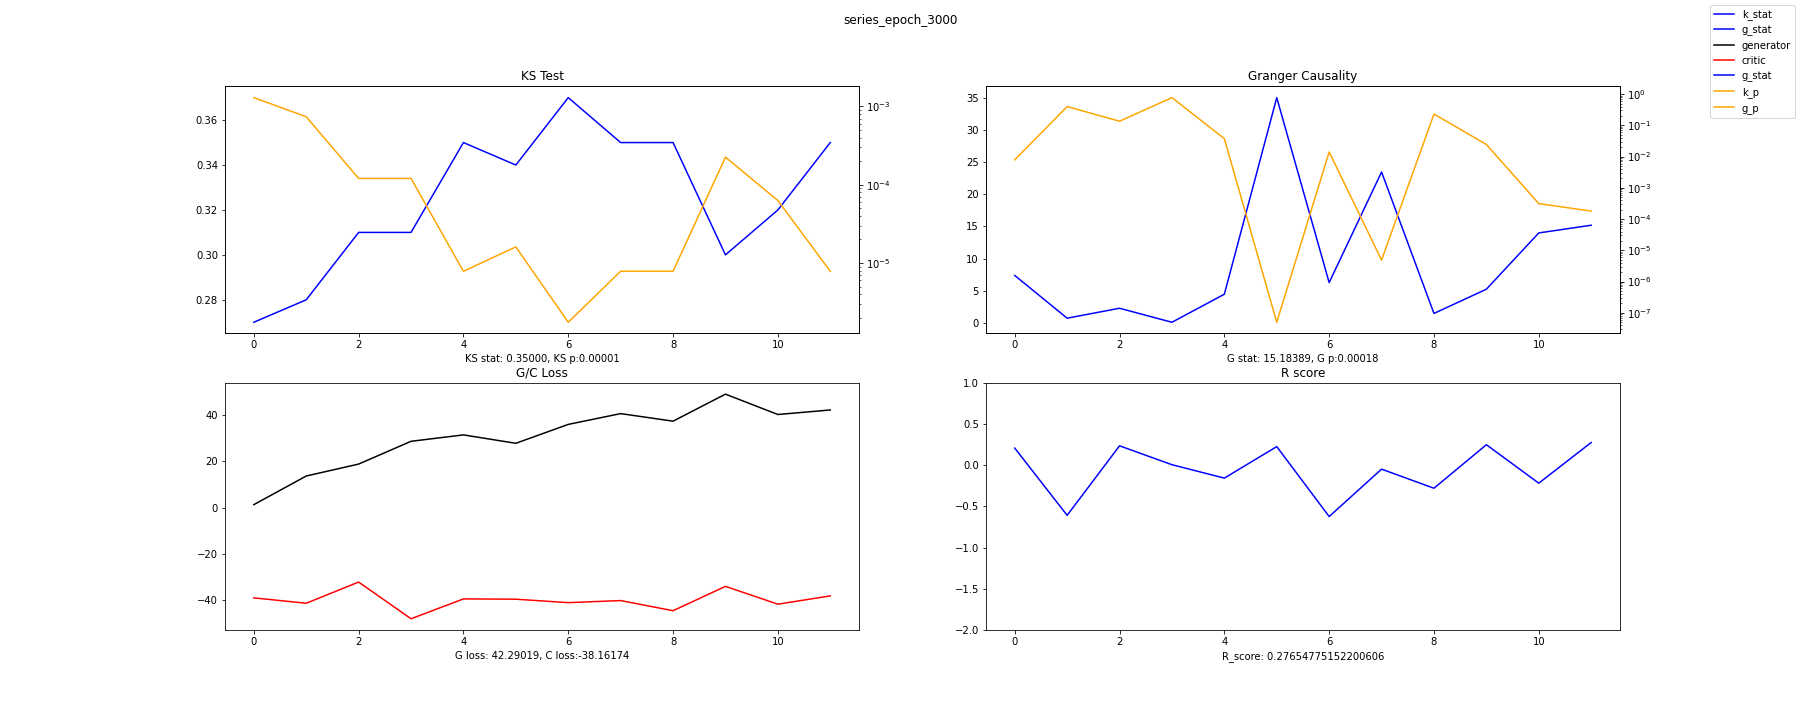 series_epoch_3000
k_stat
g_stat
generator
critic
g_stat
k_p
g_p
KS Test
0.36
0.34
0.32
0.30
0.28
10⁻³
10⁻⁴
10⁻⁵
0 2 4 6 8 10
KS stat: 0.35000, KS p:0.00001
Granger Causality
35
30
25
20
15
10
5
0
10⁰
10⁻¹
10⁻²
10⁻³
10⁻⁴
10⁻⁵
10⁻⁶
10⁻⁷
0 2 4 6 8 10
G stat: 15.18389, G p:0.00018
G/C Loss
40
20
0
−20
−40
0 2 4 6 8 10
G loss: 42.29019, C loss:-38.16174
R score
1.0
0.5
0.0
−0.5
−1.0
−1.5
−2.0
0 2 4 6 8 10
R_score: 0.27654775152200606